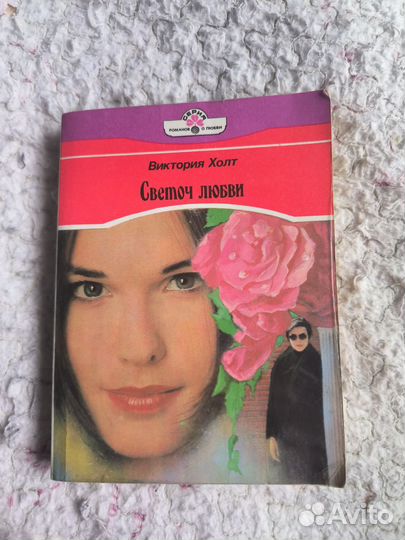 СЕРИЯ
РОМАНОВ О ЛЮБВИ
Виктория Холт
Светоч любви
Avito